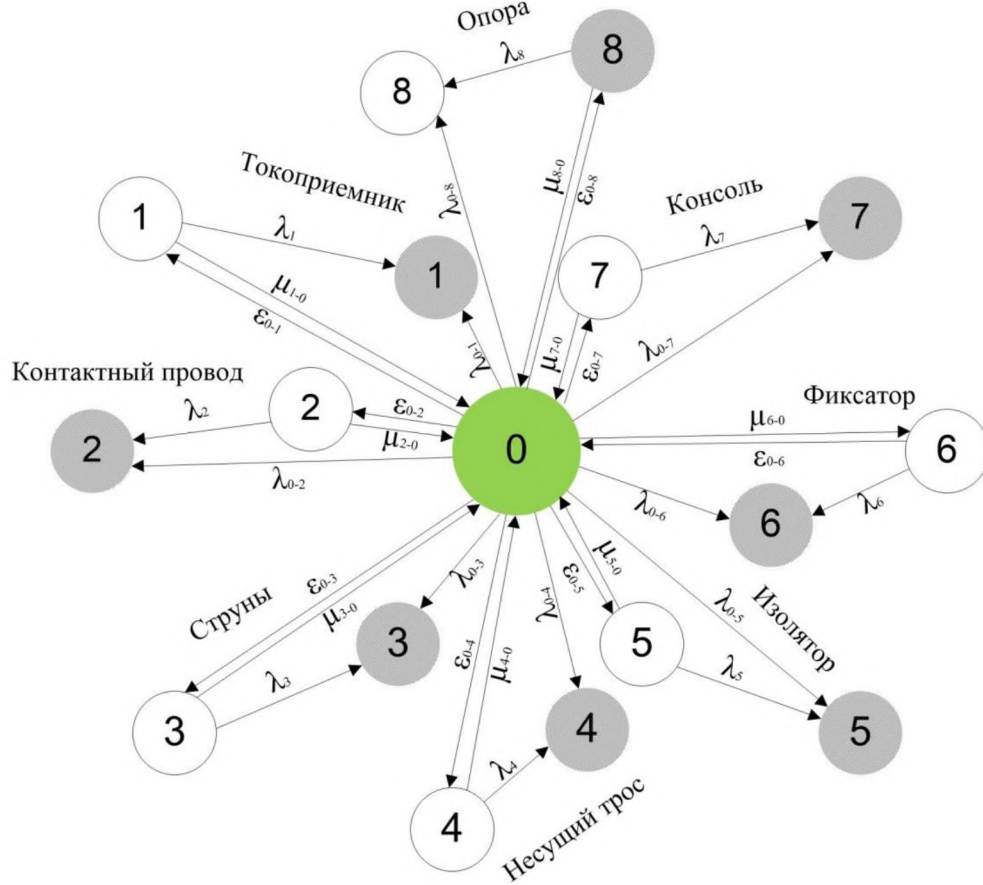 Опора
8
λ₈
8
Токоприемник
μ₈₋₀
ε₀₋₈
Консоль
1
λ₁
λ₀₋₈
7
λ₇
1
7
μ₁₋₀
ε₀₋₁
λ₀₋₁
μ₇₋₀
ε₀₋₇
λ₀₋₇
Контактный провод
Фиксатор
λ₂
2
ε₀₋₂
μ₂₋₀
μ₆₋₀
2
0
6
ε₀₋₆
λ₀₋₂
λ₀₋₆
λ₆
6
Струны
ε₀₋₃
μ₃₋₀
λ₀₋₃
μ₅₋₀
ε₀₋₅
λ₀₋₄
λ₀₋₅
Изолятор
3
ε₀₋₄
μ₄₋₀
5
λ₃
λ₅
3
4
5
λ₄
4
Несущий трос